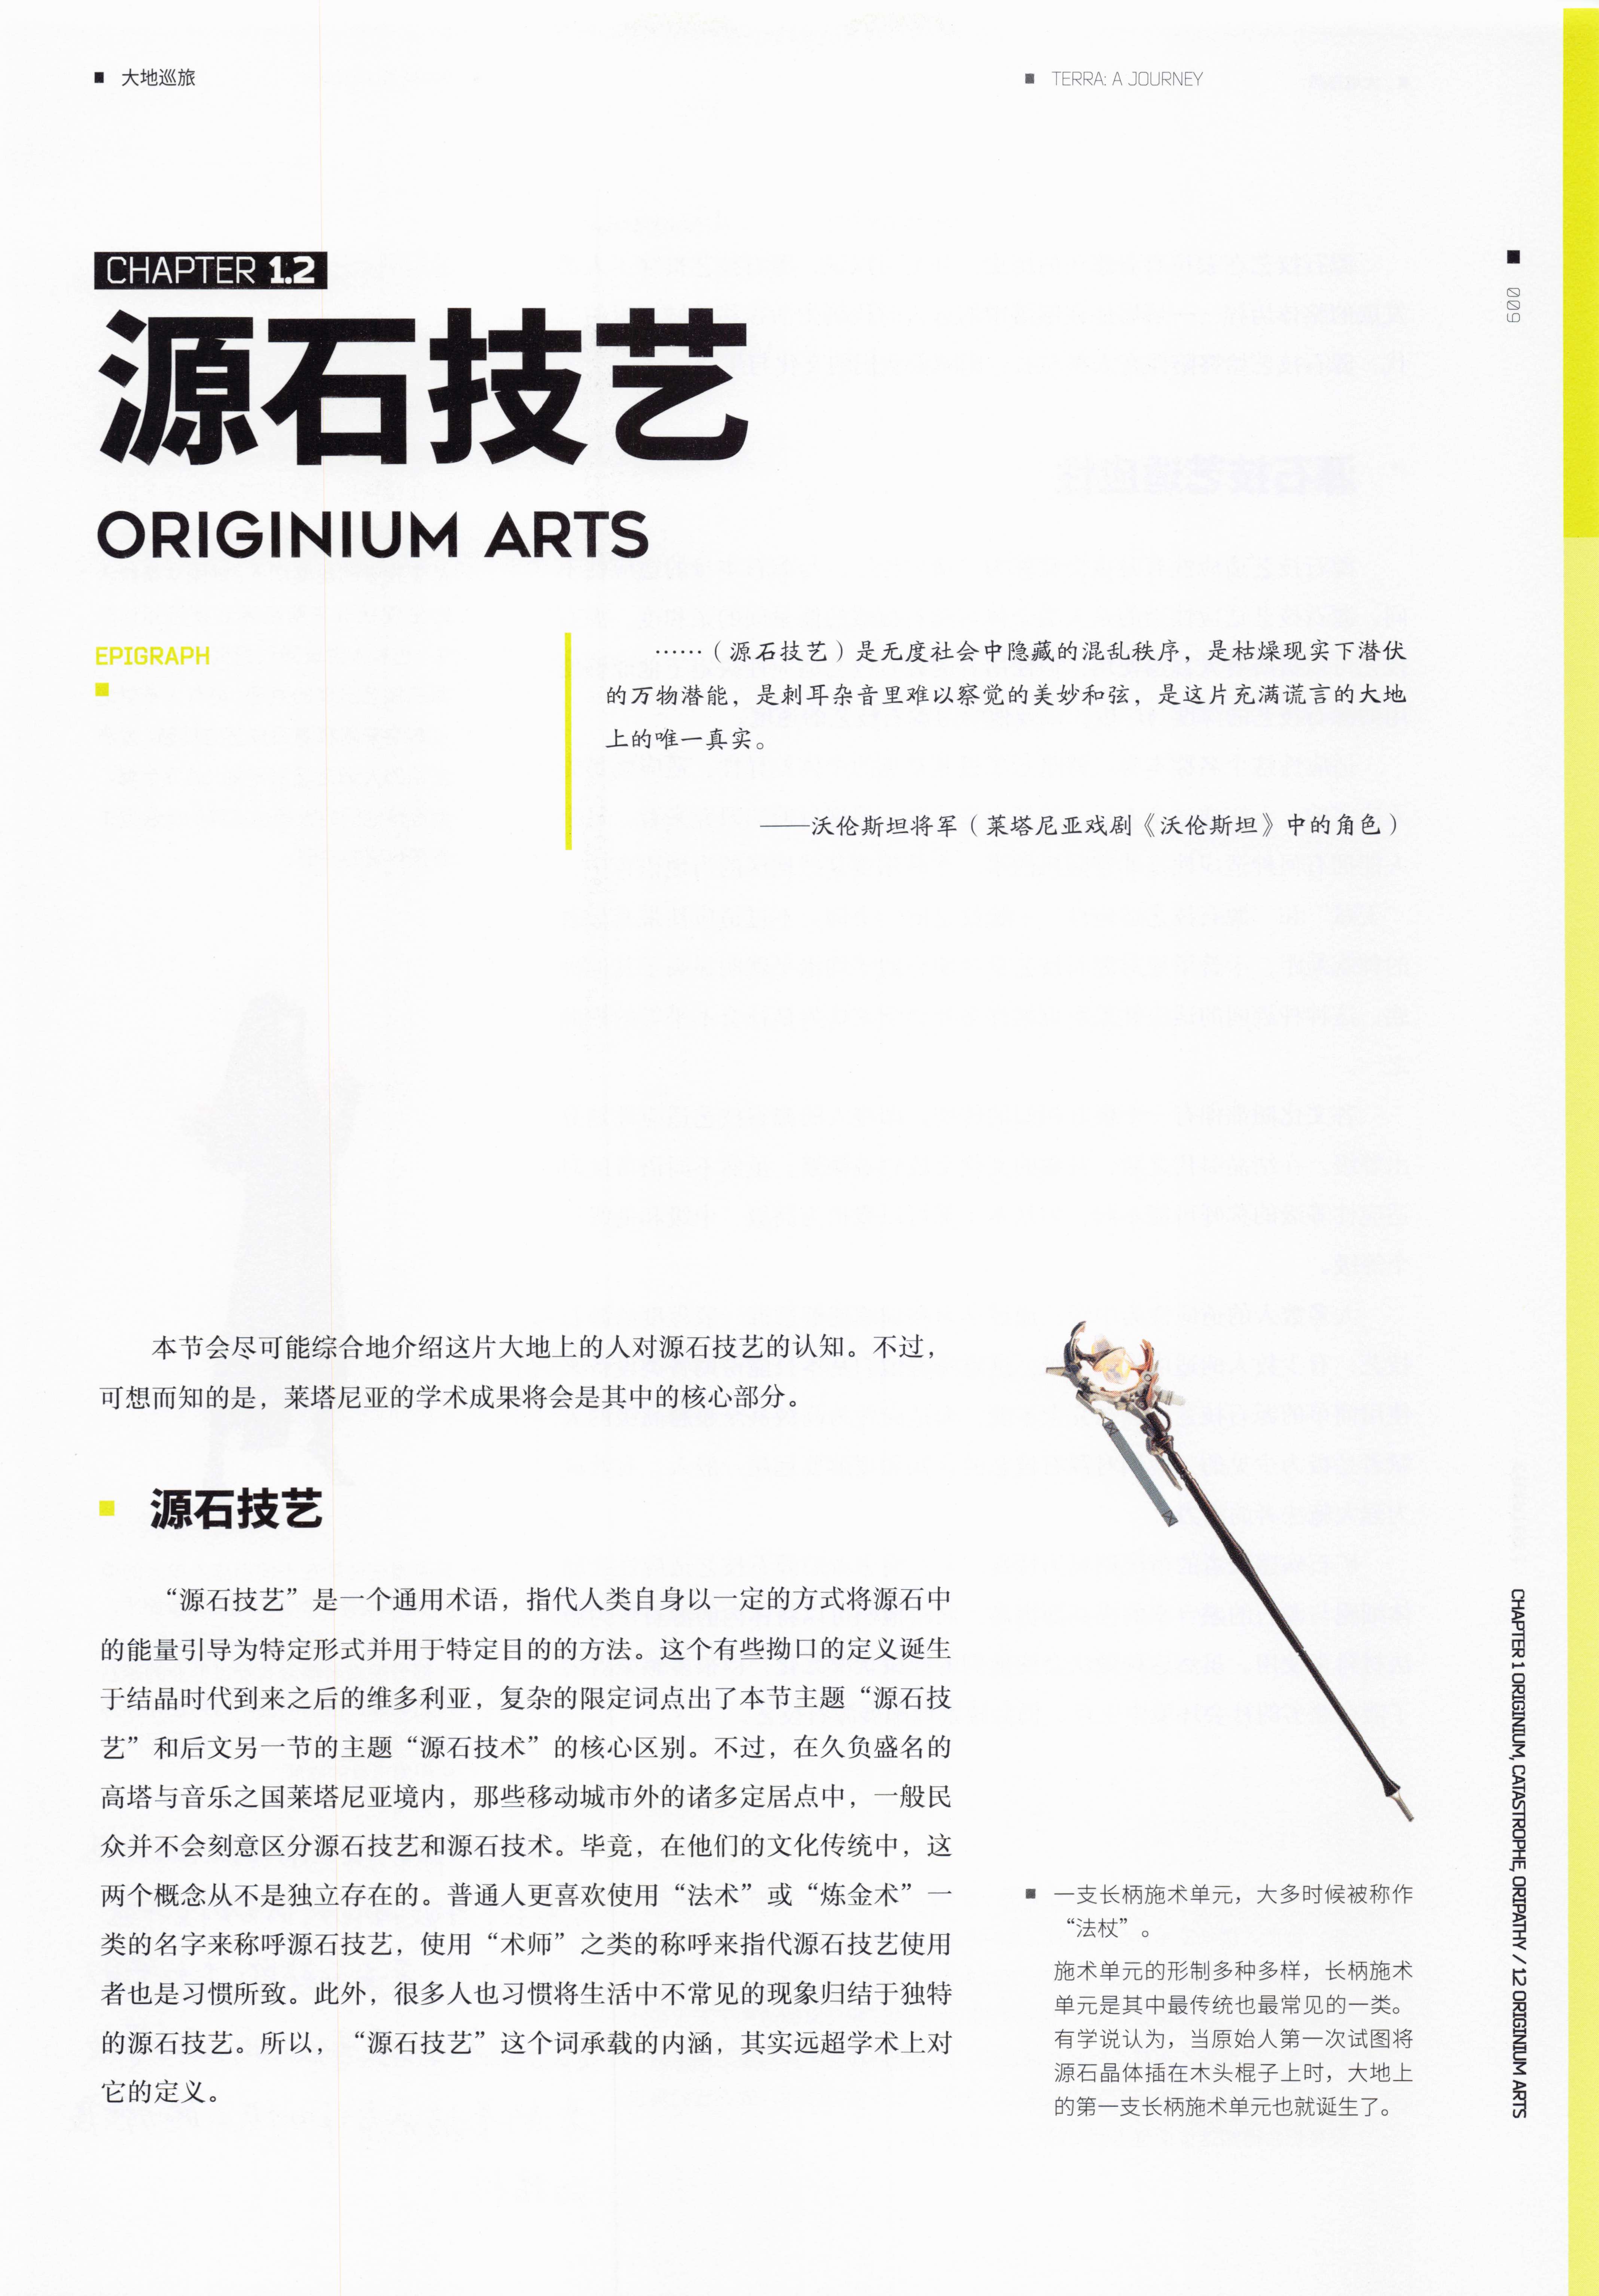 大地巡旅
TERRA: A JOURNEY
009
CHAPTER 1.2
源石技艺
ORIGINIUM ARTS
EPIGRAPH
……（源石技艺）是无度社会中隐藏的混乱秩序，是枯燥现实下潜伏
的万物潜能，是刺耳杂音里难以察觉的美妙和弦，是这片充满谎言的大地
上的唯一真实。
——沃伦斯坦将军（莱塔尼亚戏剧《沃伦斯坦》中的角色）
本节会尽可能综合地介绍这片大地上的人对源石技艺的认知。不过，
可想而知的是，莱塔尼亚的学术成果将会是其中的核心部分。
源石技艺
“源石技艺”是一个通用术语，指代人类自身以一定的方式将源石中
的能量引导为特定形式并用于特定目的的方法。这个有些拗口的定义诞生
于结晶时代到来之后的维多利亚，复杂的限定词点出了本节主题“源石技
艺”和后文另一节的主题“源石技术”的核心区别。不过，在久负盛名的
高塔与音乐之国莱塔尼亚境内，那些移动城市外的诸多定居点中，一般民
众并不会刻意区分源石技艺和源石技术。毕竟，在他们的文化传统中，这
两个概念从不是独立存在的。普通人更喜欢使用“法术”或“炼金术”一
类的名字来称呼源石技艺，使用“术师”之类的称呼来指代源石技艺使用
者也是习惯所致。此外，很多人也习惯将生活中不常见的现象归结于独特
的源石技艺。所以，“源石技艺”这个词承载的内涵，其实远超学术上对
它的定义。
一支长柄施术单元，大多时候被称作
“法杖”。
施术单元的形制多种多样，长柄施术
单元是其中最传统也最常见的一类。
有学说认为，当原始人第一次试图将
源石晶体插在木头棍子上时，大地上
的第一支长柄施术单元也就诞生了。
CHAPTER 1 ORIGINIUM, CATASTROPHE, ORIPATHY / 1.2 ORIGINIUM ARTS